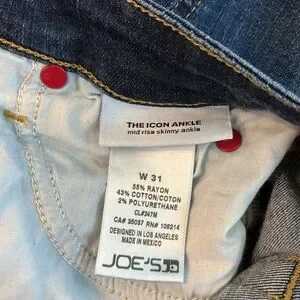 THE ICON ANKLE
mid rise skinny ankle
W 31
55% RAYON
43% COTTON/COTON
2% POLYURETHANE
CL#347M
CA# 35037 RN# 106214
DESIGNED IN LOS ANGELES
MADE IN MEXICO
JOE'S